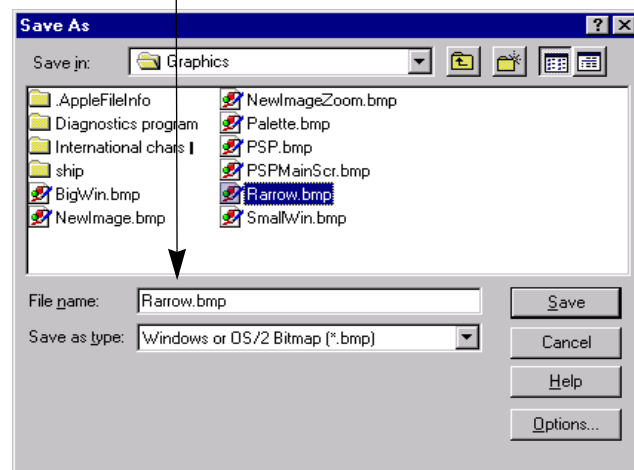 Save As
Save in: Graphics
.AppleFileInfo
Diagnostics program
International chars
ship
BigWin.bmp
NewImage.bmp
NewImageZoom.bmp
Palette.bmp
PSP.bmp
PSPMainScr.bmp
Rarrow.bmp
SmallWin.bmp
File name: Rarrow.bmp
Save as type: Windows or OS/2 Bitmap (*.bmp)
Save
Cancel
Help
Options...